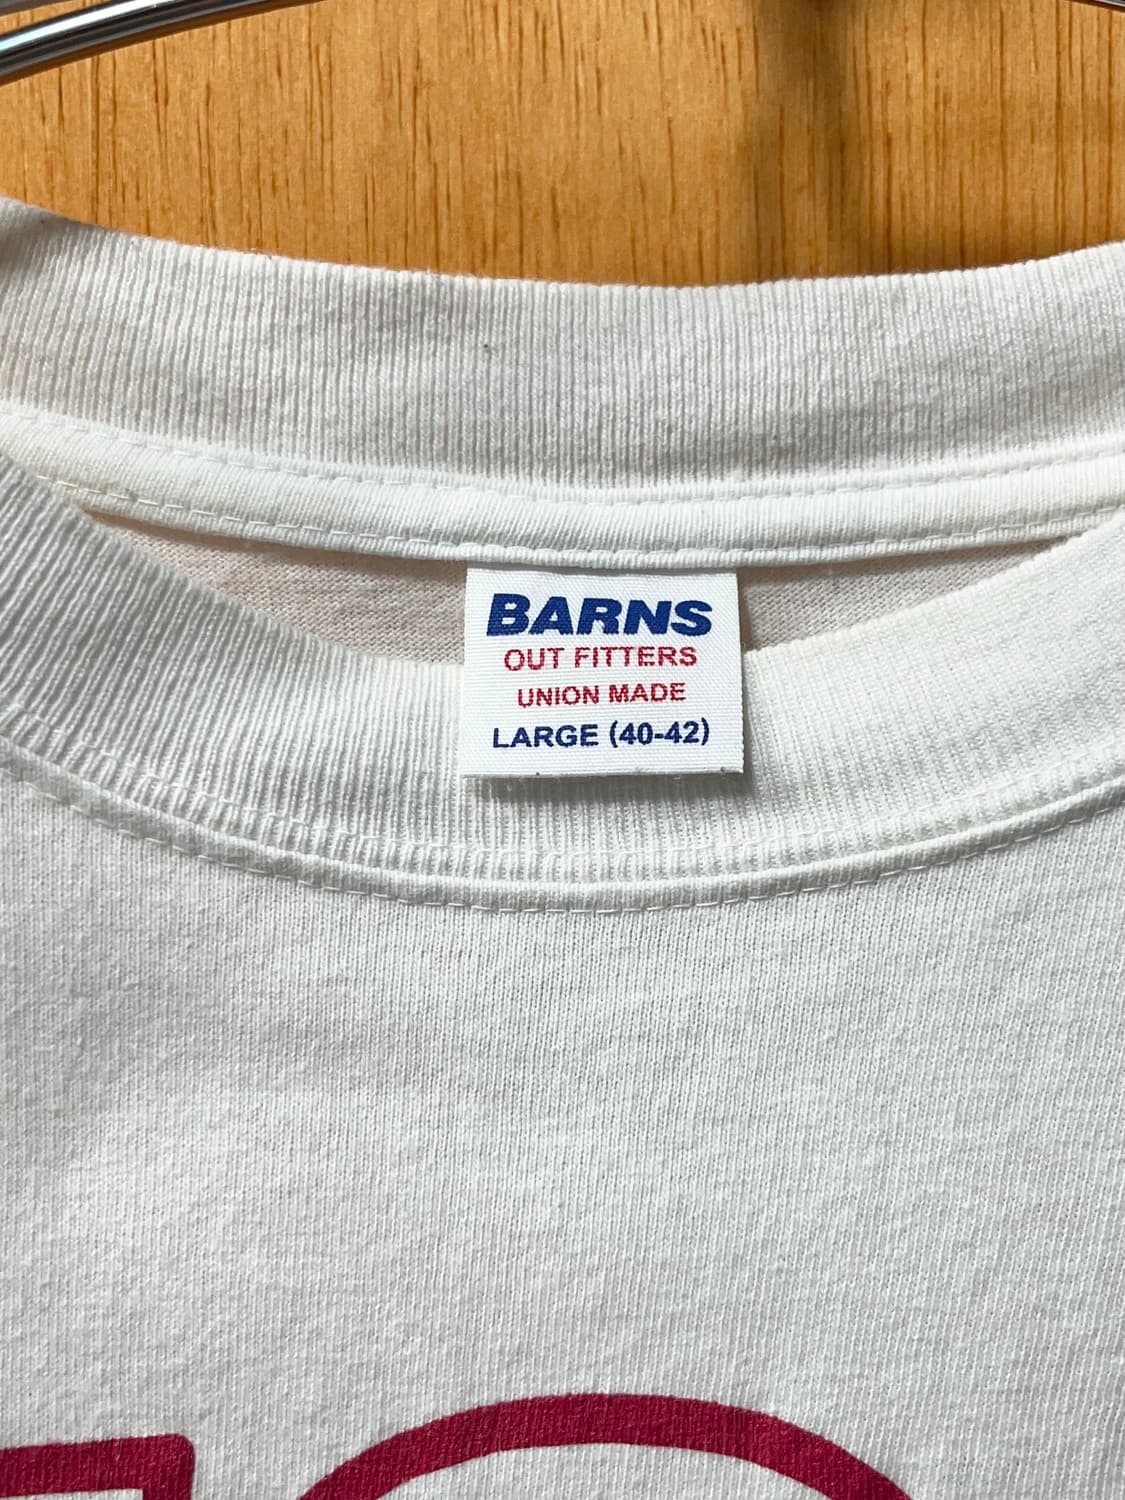 BARNS
OUT FITTERS
UNION MADE
LARGE (40-42)